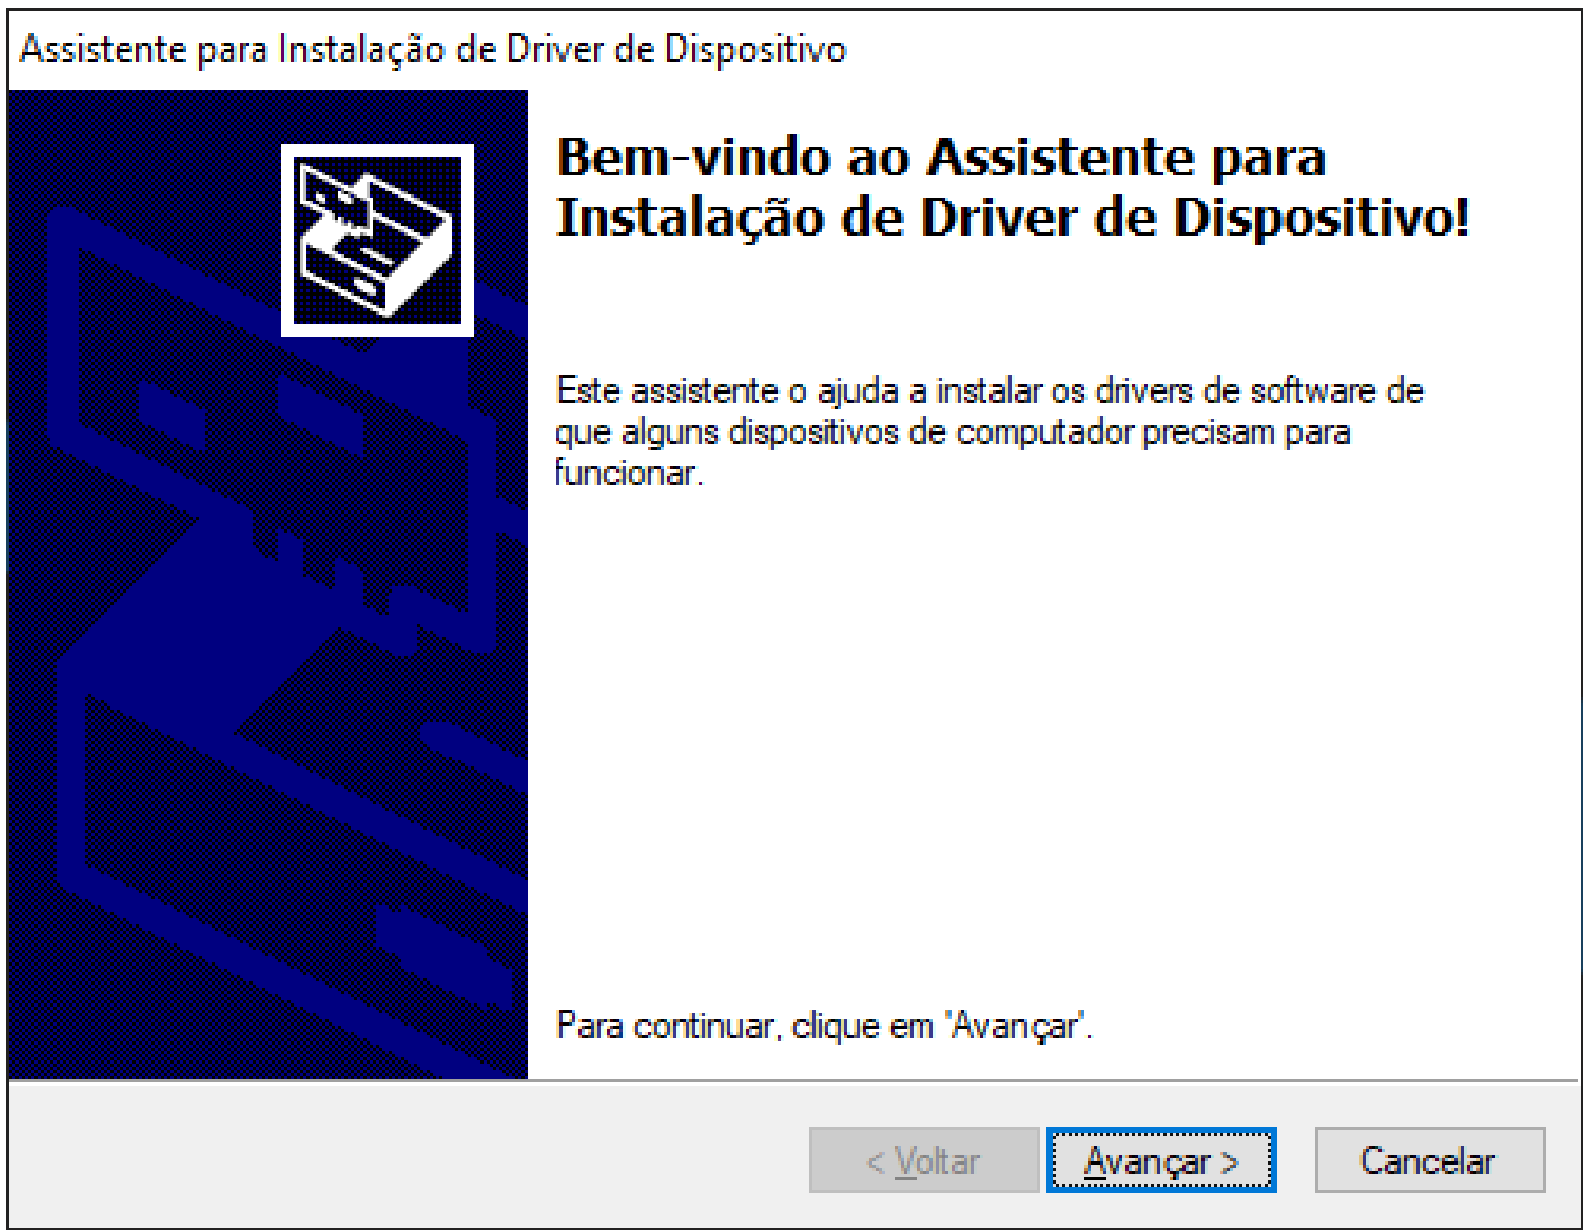 Assistente para Instalação de Driver de Dispositivo
Bem-vindo ao Assistente para
Instalação de Driver de Dispositivo!
Este assistente o ajuda a instalar os drivers de software de
que alguns dispositivos de computador precisam para
funcionar.
Para continuar, clique em 'Avançar'.
< Voltar
Avançar >
Cancelar